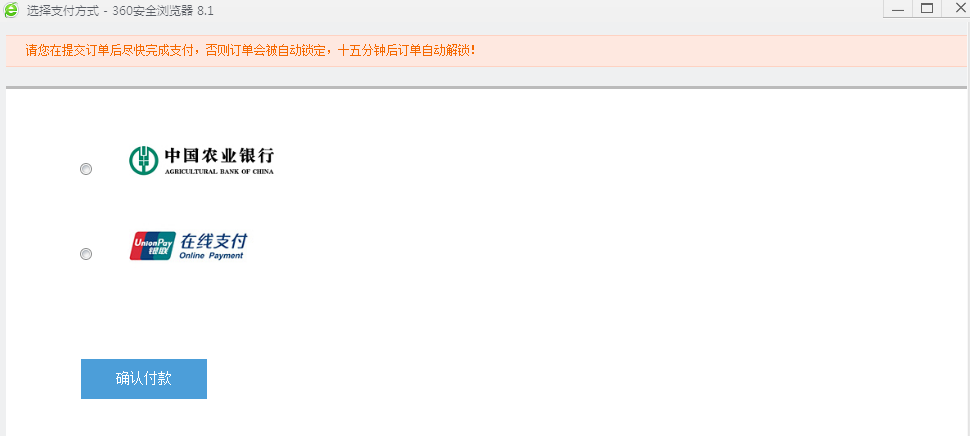 选择支付方式 - 360安全浏览器 8.1
请您在提交订单后尽快完成支付，否则订单会被自动锁定，十五分钟后订单自动解锁！
中国农业银行
AGRICULTURAL BANK OF CHINA
UnionPay
银联
在线支付
Online Payment
确认付款